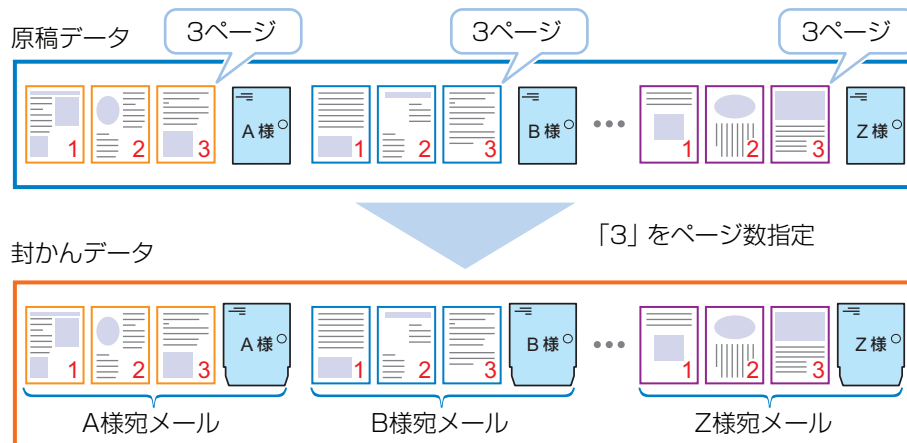 原稿データ
3ページ
3ページ
3ページ
1 2 3 A様
1 2 3 B様
●●●
1 2 3 Z様
「3」をページ数指定
封かんデータ
1 2 3 A様
1 2 3 B様
●●●
1 2 3 Z様
A様宛メール
B様宛メール
Z様宛メール